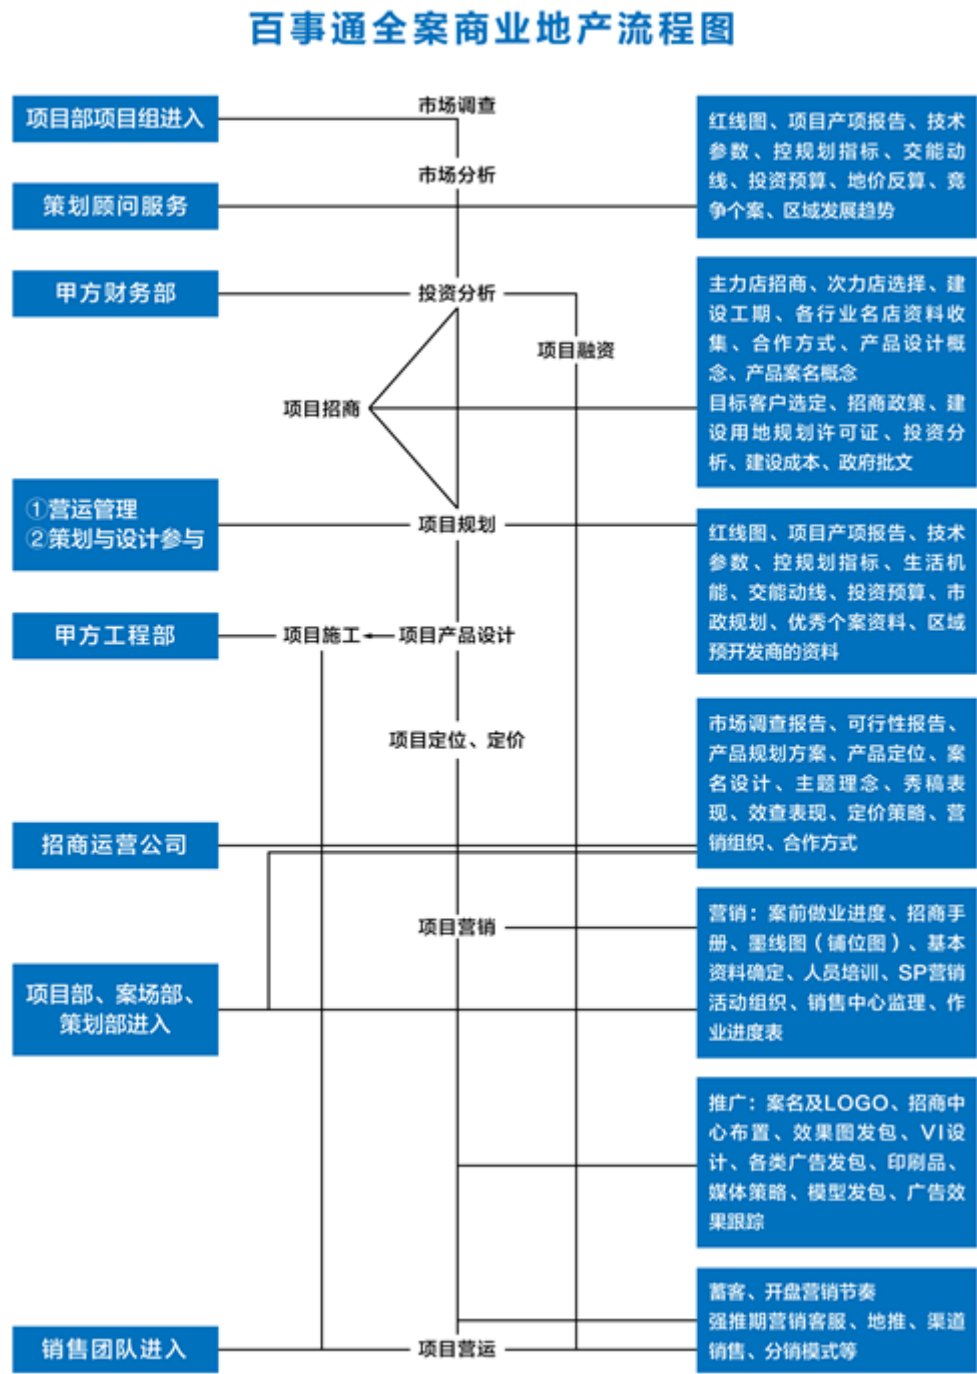 百事通全案商业地产流程图
项目部项目组进入
市场调查
红线图、项目产项报告、技术
参数、控规划指标、交能动
线、投资预算、地价反算、竞
争个案、区域发展趋势
市场分析
策划顾问服务
甲方财务部
投资分析
项目融资
主力店招商、次力店选择、建
设工期、各行业名店资料收
集、合作方式、产品设计概
念、产品案名概念
目标客户选定、招商政策、建
设用地规划许可证、投资分
析、建设成本、政府批文
项目招商
①营运管理
②策划与设计参与
项目规划
红线图、项目产项报告、技术
参数、控规划指标、生活机
能、交能动线、投资预算、市
政规划、优秀个案资料、区域
预开发商的资料
甲方工程部
项目施工
项目产品设计
项目定位、定价
市场调查报告、可行性报告、
产品规划方案、产品定位、案
名设计、主题理念、秀稿表
现、效查表现、定价策略、营
销组织、合作方式
招商运营公司
项目营销
营销：案前做业进度、招商手
册、墨线图（铺位图）、基本
资料确定、人员培训、SP营销
活动组织、销售中心监理、作
业进度表
项目部、案场部、
策划部进入
推广：案名及LOGO、招商中
心布置、效果图发包、VI设
计、各类广告发包、印刷品、
媒体策略、模型发包、广告效
果跟踪
销售团队进入
项目营运
蓄客、开盘营销节奏
强推期营销客服、地推、渠道
销售、分销模式等